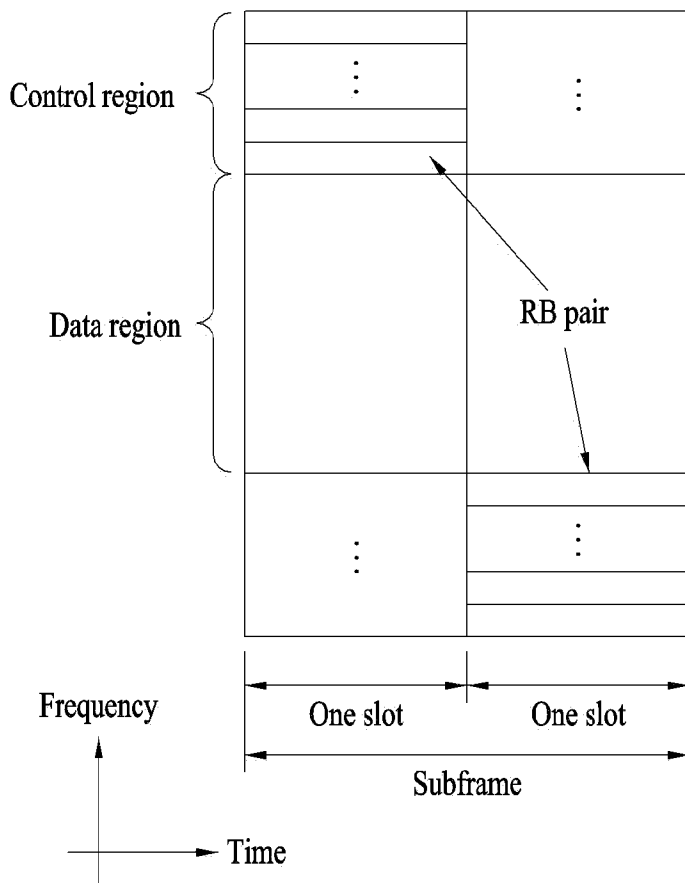 Control region
Data region
RB pair
One slot
One slot
Subframe
Frequency
Time